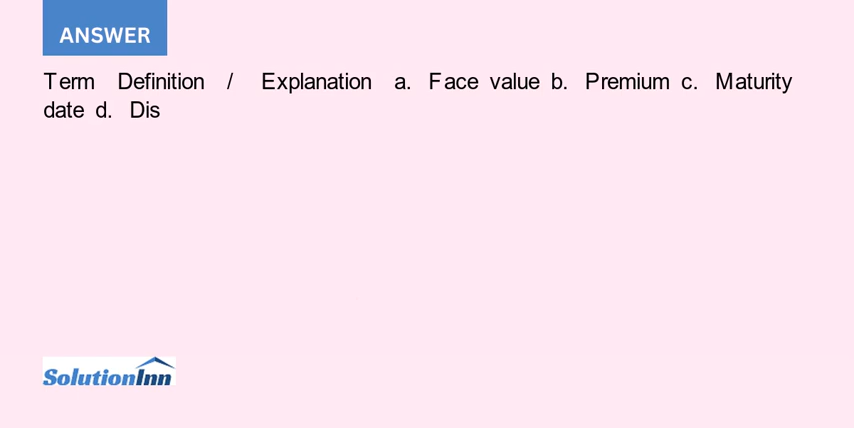 ANSWER
Term Definition / Explanation a. Face value b. Premium c. Maturity
date d. Dis
SolutionInn